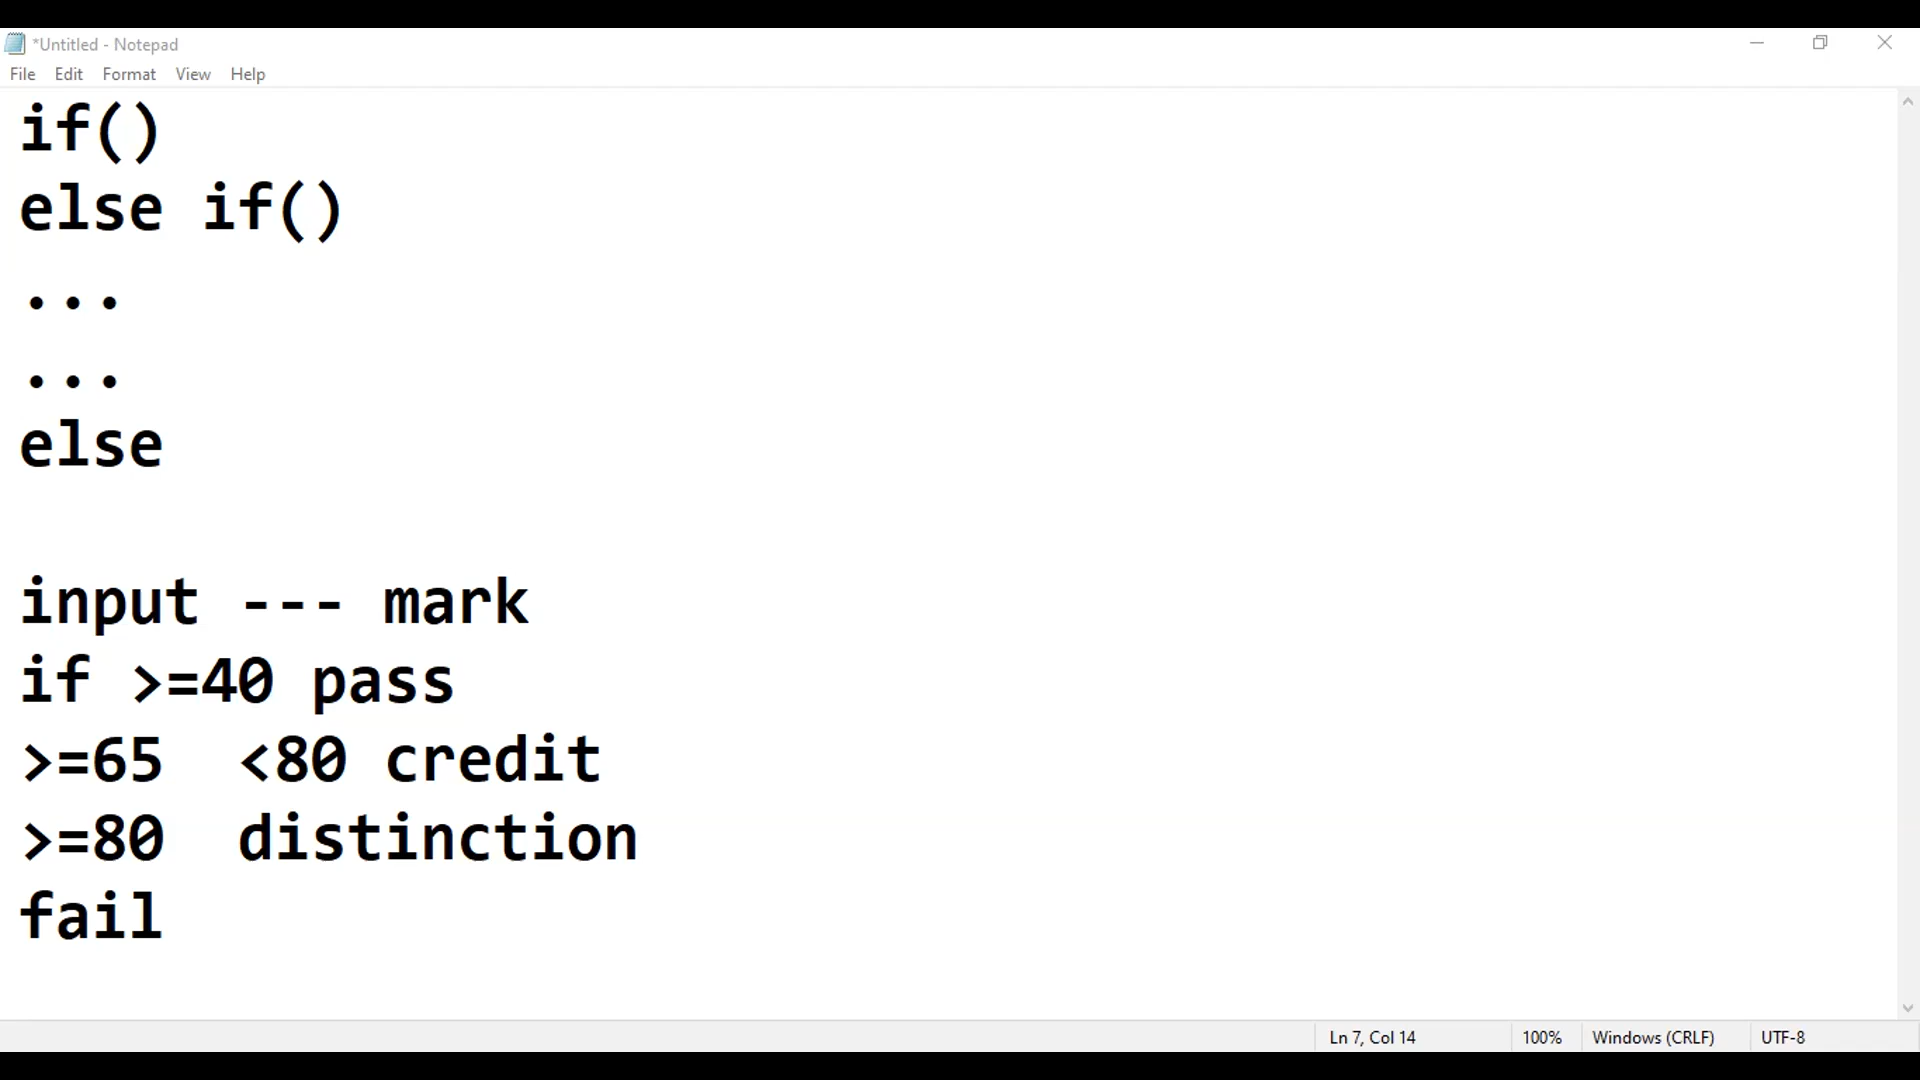 *Untitled - Notepad
File Edit Format View Help
if()
else if()
...
...
else
input --- mark
if >=40 pass
>=65  <80 credit
>=80  distinction
fail
Ln 7, Col 14 100% Windows (CRLF) UTF-8